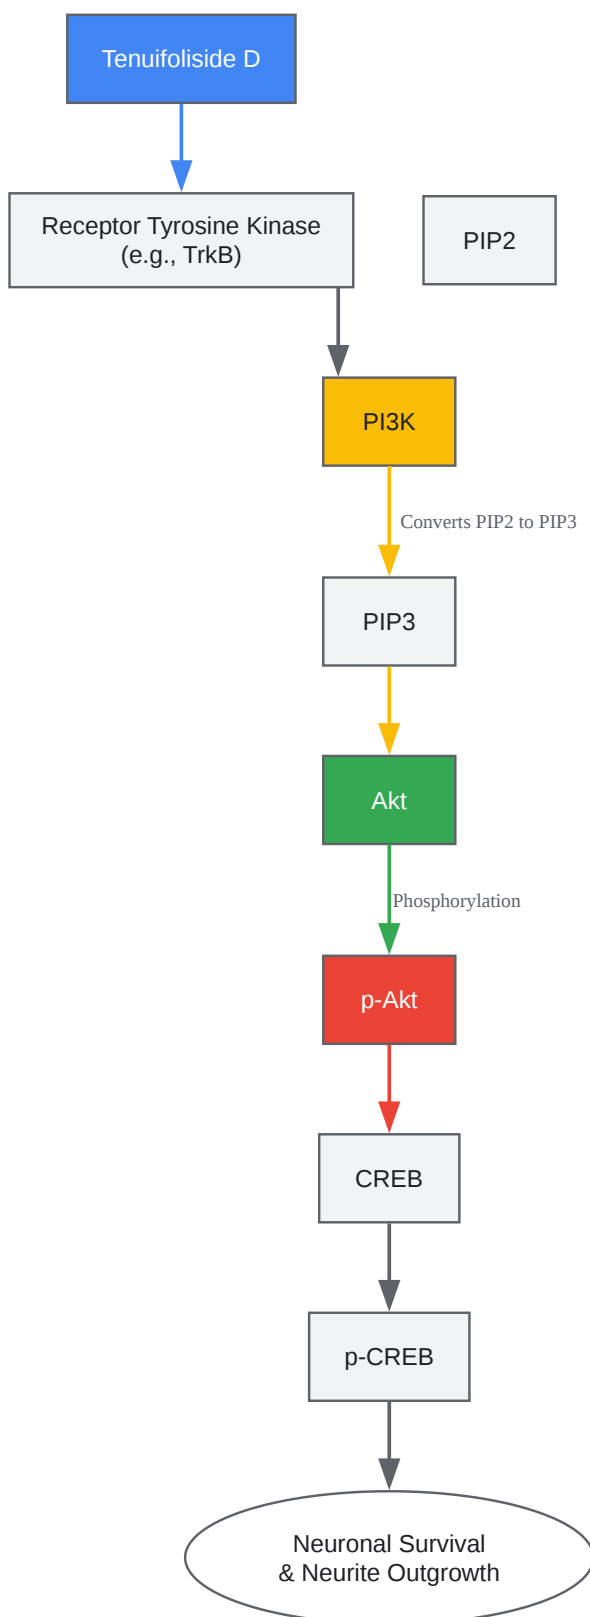 Tenuifoliside D
Receptor Tyrosine Kinase
(e.g., TrkB)
PIP2
PI3K
Converts PIP2 to PIP3
PIP3
Akt
Phosphorylation
p-Akt
CREB
p-CREB
Neuronal Survival
& Neurite Outgrowth